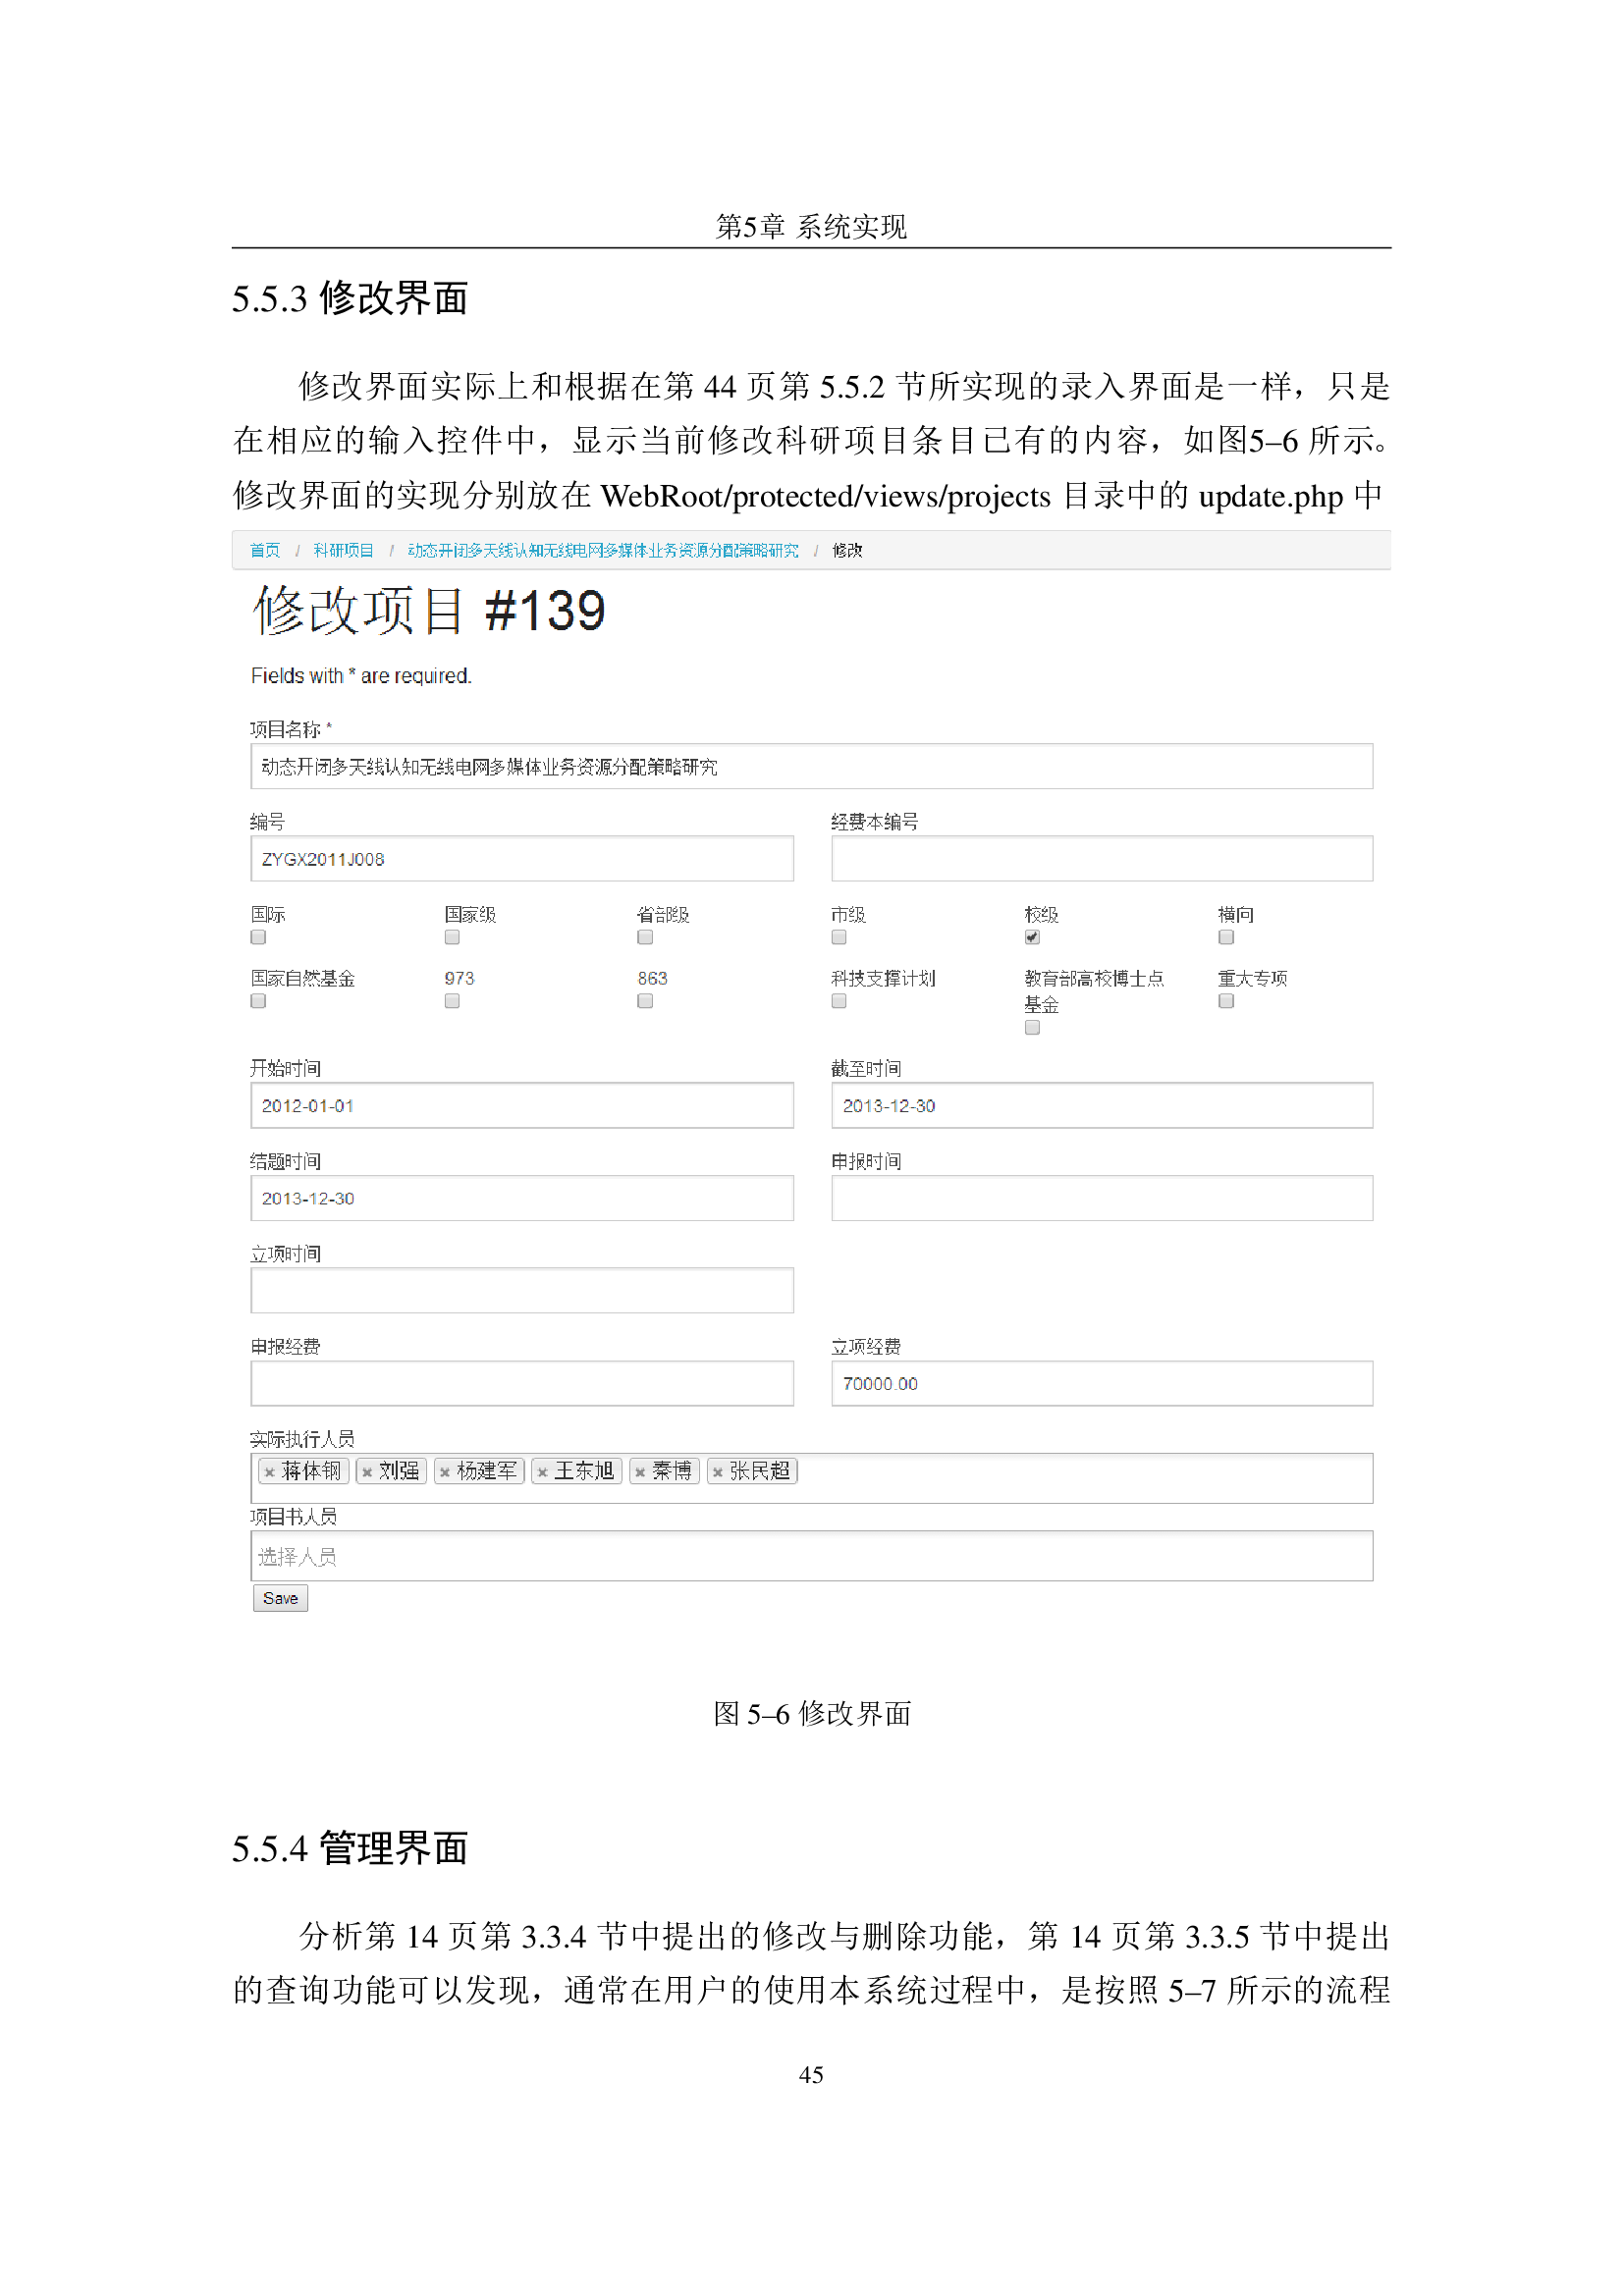 第5章 系统实现
5.5.3 修改界面
修改界面实际上和根据在第 44 页第 5.5.2 节所实现的录入界面是一样，只是
在相应的输入控件中，显示当前修改科研项目条目已有的内容，如图5–6 所示。
修改界面的实现分别放在 WebRoot/protected/views/projects 目录中的 update.php 中
首页 / 科研项目 / 动态开闭多天线认知无线电网多媒体业务资源分配策略研究 / 修改
修改项目 #139
Fields with * are required.
项目名称 *
动态开闭多天线认知无线电网多媒体业务资源分配策略研究
编号 经费本编号
ZYGX2011J008
国际 国家级 省部级 市级 校级 横向
国家自然基金 973 863 科技支撑计划 教育部高校博士点 重大专项
基金
开始时间 截至时间
2012-01-01 2013-12-30
结题时间 申报时间
2013-12-30
立项时间
申报经费 立项经费
70000.00
实际执行人员
× 蒋体钢 × 刘强 × 杨建军 × 王东旭 × 秦博 × 张民超
项目书人员
选择人员
Save
图 5–6 修改界面
5.5.4 管理界面
分析第 14 页第 3.3.4 节中提出的修改与删除功能，第 14 页第 3.3.5 节中提出
的查询功能可以发现，通常在用户的使用本系统过程中，是按照 5–7 所示的流程
45